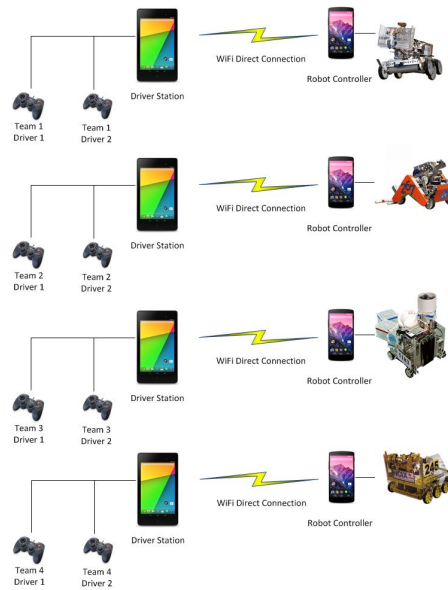 WiFi Direct Connection
Robot Controller
Driver Station
Team 1
Driver 1
Team 1
Driver 2
WiFi Direct Connection
Robot Controller
Driver Station
Team 2
Driver 1
Team 2
Driver 2
WiFi Direct Connection
Robot Controller
Driver Station
Team 3
Driver 1
Team 3
Driver 2
245
WiFi Direct Connection
Robot Controller
Driver Station
Team 4
Driver 1
Team 4
Driver 2